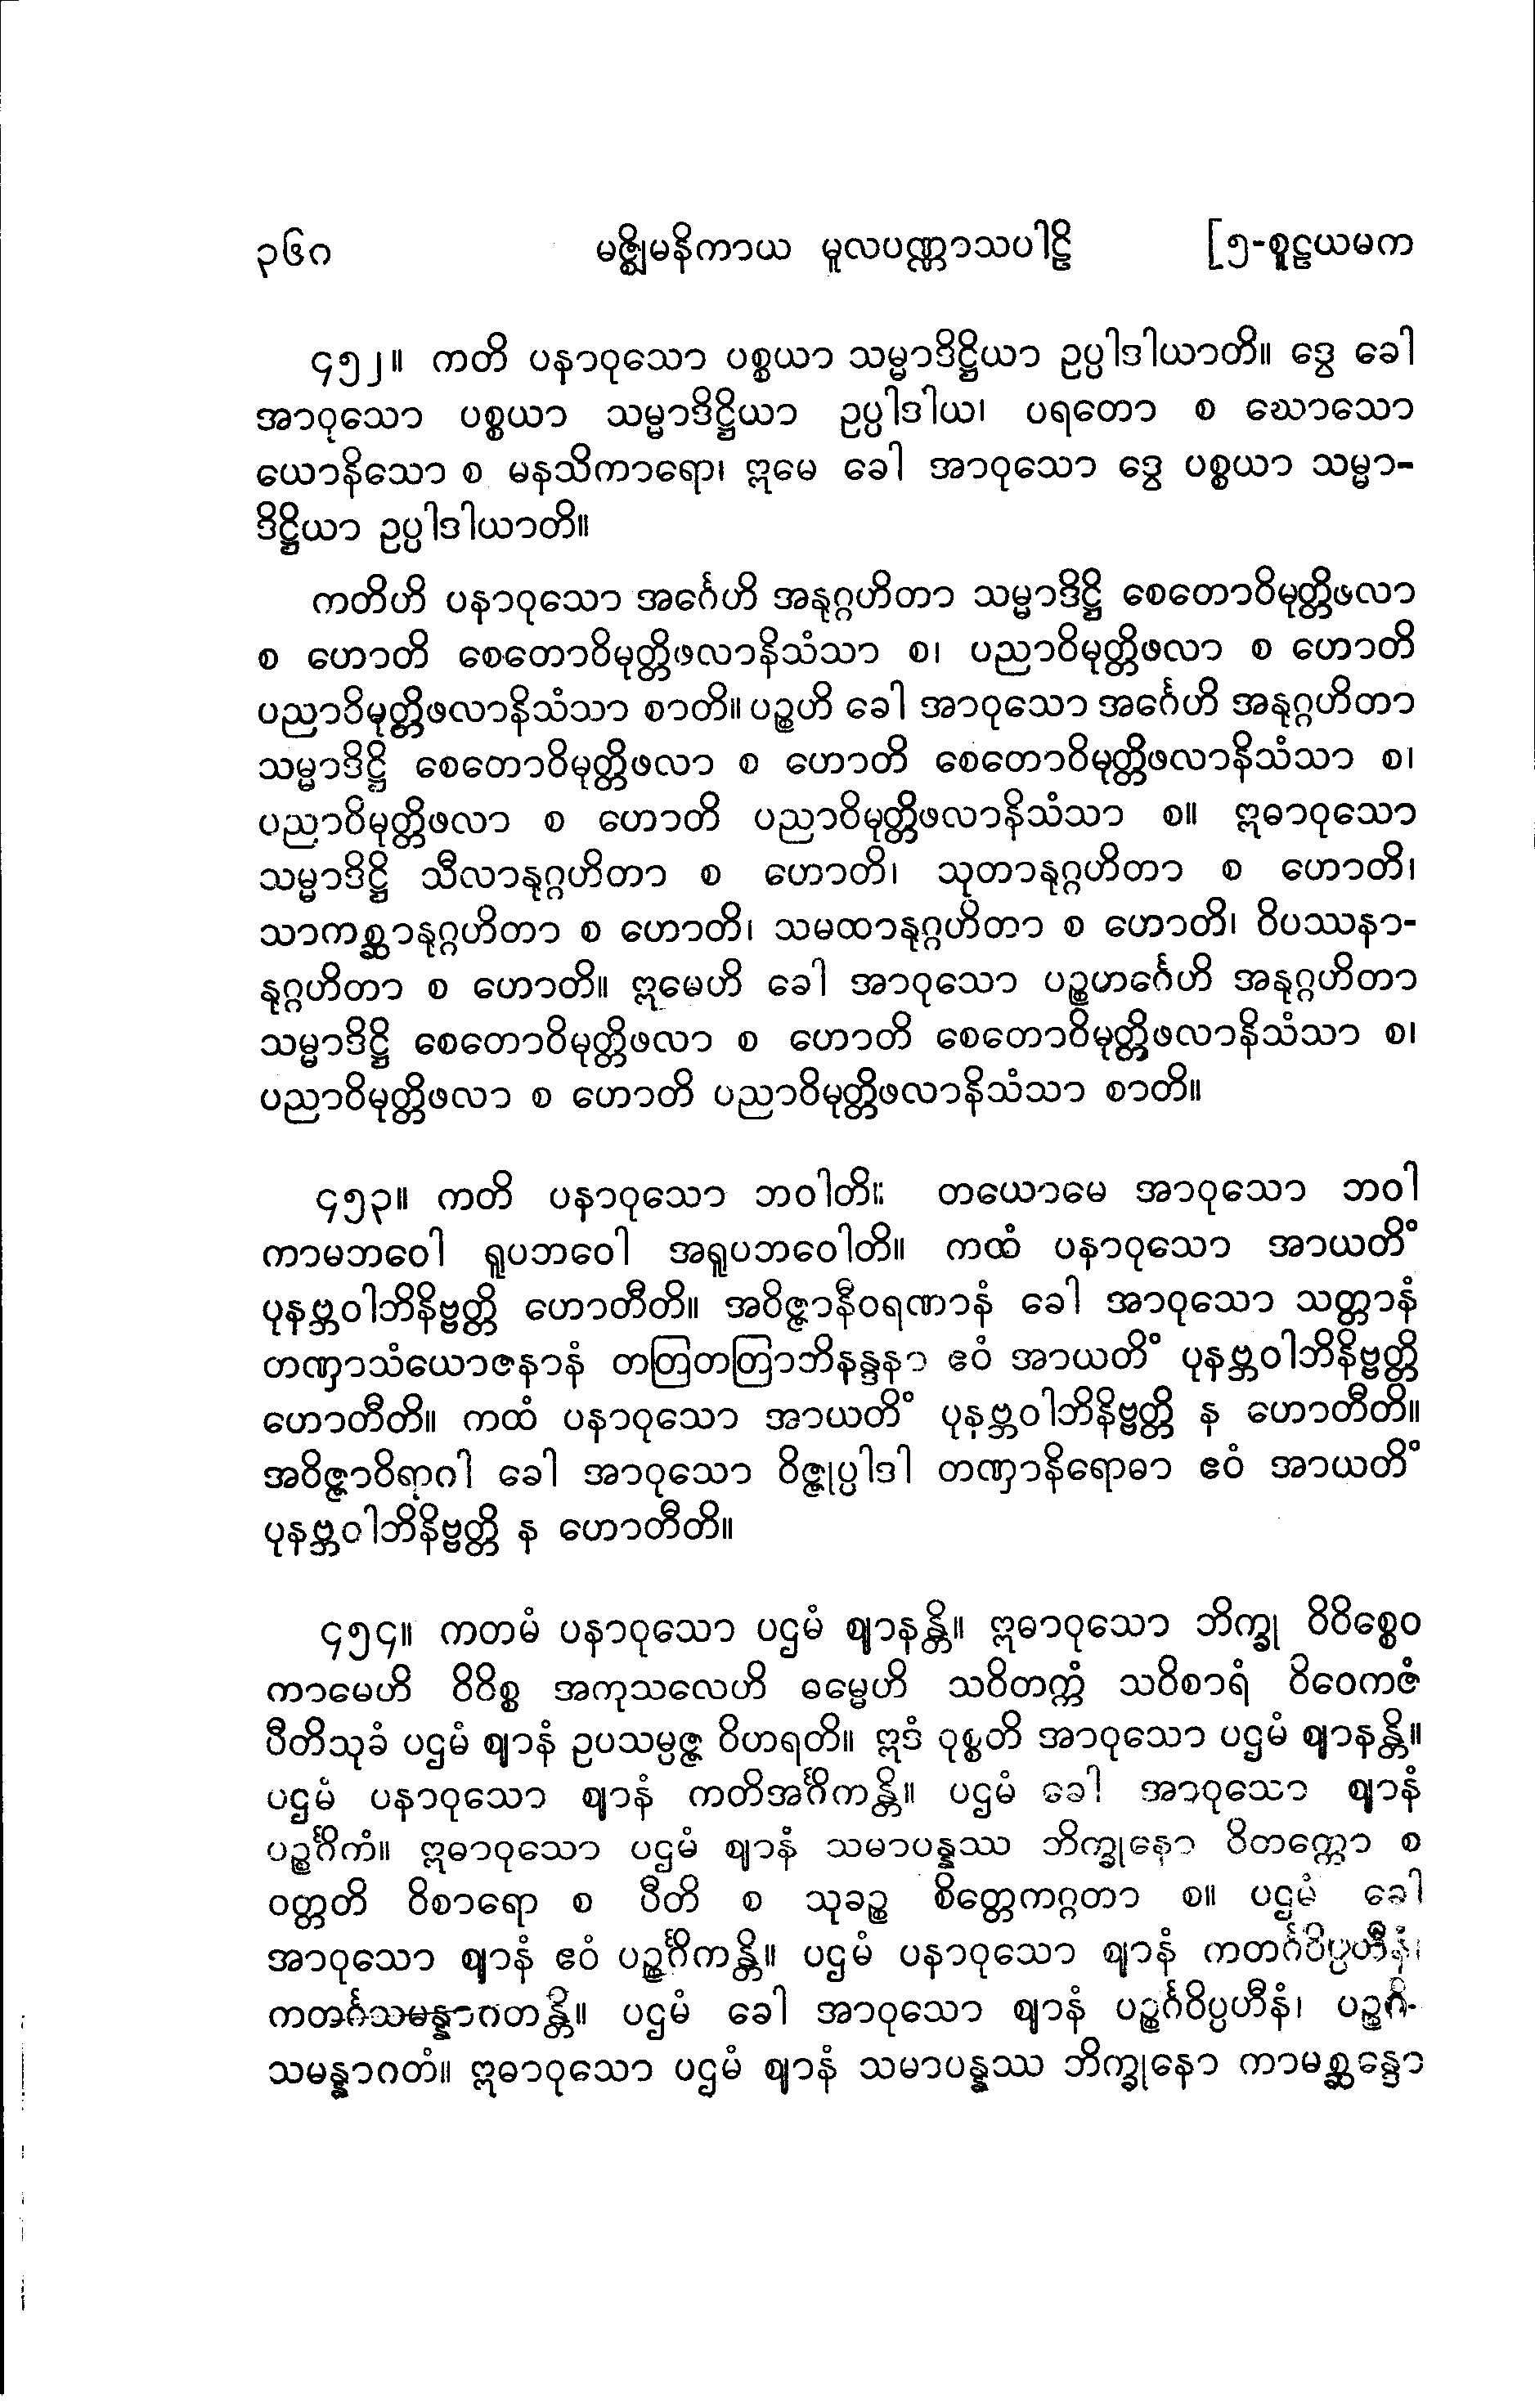 ၃၆၀ မဇ္ဈိမနိကာယ မူလပဏ္ဏာသပါဠိ [၅-စူဠယမက
၄၅၂။ ကတိ ပနာဝုသော ပစ္စယာ သမ္မာဒိဋ္ဌိယာ ဥပ္ပါဒါယာတိ။ ဒွေ ခေါ
အာဝုသော ပစ္စယာ သမ္မာဒိဋ္ဌိယာ ဥပ္ပါဒါယ၊ ပရတော စ ဃောသော
ယောနိသော စ မနသိကာရော၊ ဣမေ ခေါ အာဝုသော ဒွေ ပစ္စယာ သမ္မာ-
ဒိဋ္ဌိယာ ဥပ္ပါဒါယာတိ။
ကတိဟိ ပနာဝုသော အင်္ဂေဟိ အနုဂ္ဂဟိတာ သမ္မာဒိဋ္ဌိ စေတောဝိမုတ္တိဖလာ
စ ဟောတိ စေတောဝိမုတ္တိဖလာနိသံသာ စ၊ ပညာဝိမုတ္တိဖလာ စ ဟောတိ
ပညာဝိမုတ္တိဖလာနိသံသာ စာတိ။ ပဉ္စဟိ ခေါ အာဝုသော အင်္ဂေဟိ အနုဂ္ဂဟိတာ
သမ္မာဒိဋ္ဌိ စေတောဝိမုတ္တိဖလာ စ ဟောတိ စေတောဝိမုတ္တိဖလာနိသံသာ စ၊
ပညာဝိမုတ္တိဖလာ စ ဟောတိ ပညာဝိမုတ္တိဖလာနိသံသာ စ။ ဣဓာဝုသော
သမ္မာဒိဋ္ဌိ သီလာနုဂ္ဂဟိတာ စ ဟောတိ၊ သုတာနုဂ္ဂဟိတာ စ ဟောတိ၊
သာကစ္ဆာနုဂ္ဂဟိတာ စ ဟောတိ၊ သမထာနုဂ္ဂဟိတာ စ ဟောတိ၊ ဝိပဿနာ-
နုဂ္ဂဟိတာ စ ဟောတိ။ ဣမေဟိ ခေါ အာဝုသော ပဉ္စဟင်္ဂေဟိ အနုဂ္ဂဟိတာ
သမ္မာဒိဋ္ဌိ စေတောဝိမုတ္တိဖလာ စ ဟောတိ စေတောဝိမုတ္တိဖလာနိသံသာ စ၊
ပညာဝိမုတ္တိဖလာ စ ဟောတိ ပညာဝိမုတ္တိဖလာနိသံသာ စာတိ။
၄၅၃။ ကတိ ပနာဝုသော ဘဝါတိ။ တယောမေ အာဝုသော ဘဝါ
ကာမဘဝေါ ရူပဘဝေါ အရူပဘဝေါတိ။ ကထံ ပနာဝုသော အာယတိံ
ပုနဗ္ဘဝါဘိနိဗ္ဗတ္တိ ဟောတီတိ။ အဝိဇ္ဇာနီဝရဏာနံ ခေါ အာဝုသော သတ္တာနံ
တဏှာသံယောဇနာနံ တတြတတြာဘိနန္ဒနာ ဧဝံ အာယတိံ ပုနဗ္ဘဝါဘိနိဗ္ဗတ္တိ
ဟောတီတိ။ ကထံ ပနာဝုသော အာယတိံ ပုနဗ္ဘဝါဘိနိဗ္ဗတ္တိ န ဟောတီတိ။
အဝိဇ္ဇာဝိရာဂါ ခေါ အာဝုသော ဝိဇ္ဇုပ္ပါဒါ တဏှာနိရောဓာ ဧဝံ အာယတိံ
ပုနဗ္ဘဝါဘိနိဗ္ဗတ္တိ န ဟောတီတိ။
၄၅၄။ ကတမံ ပနာဝုသော ပဌမံ ဈာနန္တိ။ ဣဓာဝုသော ဘိက္ခု ဝိဝိစ္စေဝ
ကာမေဟိ ဝိဝိစ္စ အကုသလေဟိ ဓမ္မေဟိ သဝိတက္ကံ သဝိစာရံ ဝိဝေကဇံ
ပီတိသုခံ ပဌမံ ဈာနံ ဥပသမ္ပဇ္ဇ ဝိဟရတိ။ ဣဒံ ဝုစ္စတိ အာဝုသော ပဌမံ ဈာနန္တိ။
ပဌမံ ပနာဝုသော ဈာနံ ကတိအင်္ဂိကန္တိ။ ပဌမံ ခေါ အာဝုသော ဈာနံ
ပဉ္စင်္ဂိကံ။ ဣဓာဝုသော ပဌမံ ဈာနံ သမာပန္နဿ ဘိက္ခုနော ဝိတက္ကော စ
ဝတ္တတိ ဝိစာရော စ ပီတိ စ သုခဉ္စ စိတ္တေကဂ္ဂတာ စ။ ပဌမံ ခေါ
အာဝုသော ဈာနံ ဧဝံ ပဉ္စင်္ဂိကန္တိ။ ပဌမံ ပနာဝုသော ဈာနံ ကတင်္ဂဝိပ္ပဟီနံ၊
ကတင်္ဂသမန္နာဂတန္တိ။ ပဌမံ ခေါ အာဝုသော ဈာနံ ပဉ္စင်္ဂဝိပ္ပဟီနံ၊ ပဉ္စင်္ဂ-
သမန္နာဂတံ။ ဣဓာဝုသော ပဌမံ ဈာနံ သမာပန္နဿ ဘိက္ခုနော ကာမစ္ဆန္ဒော